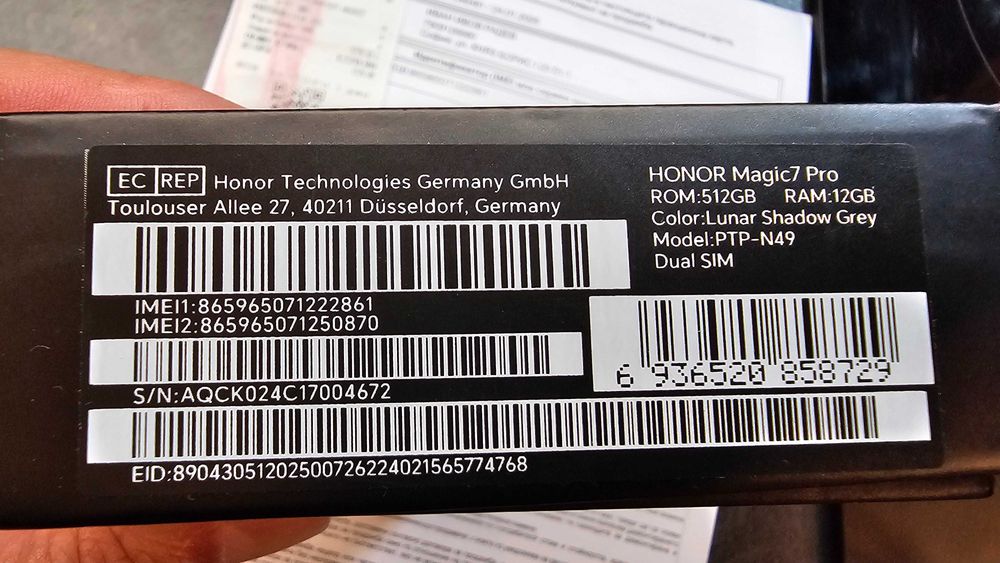 EC REP Honor Technologies Germany GmbH
Toulouser Allee 27, 40211 Düsseldorf, Germany
IMEI1:865965071222861
IMEI2:865965071250870
S/N:AQCK024C17004672
EID:89043051202500726224021565774768
HONOR Magic7 Pro
ROM:512GB RAM:12GB
Color:Lunar Shadow Grey
Model:PTP-N49
Dual SIM
6 936520 858729